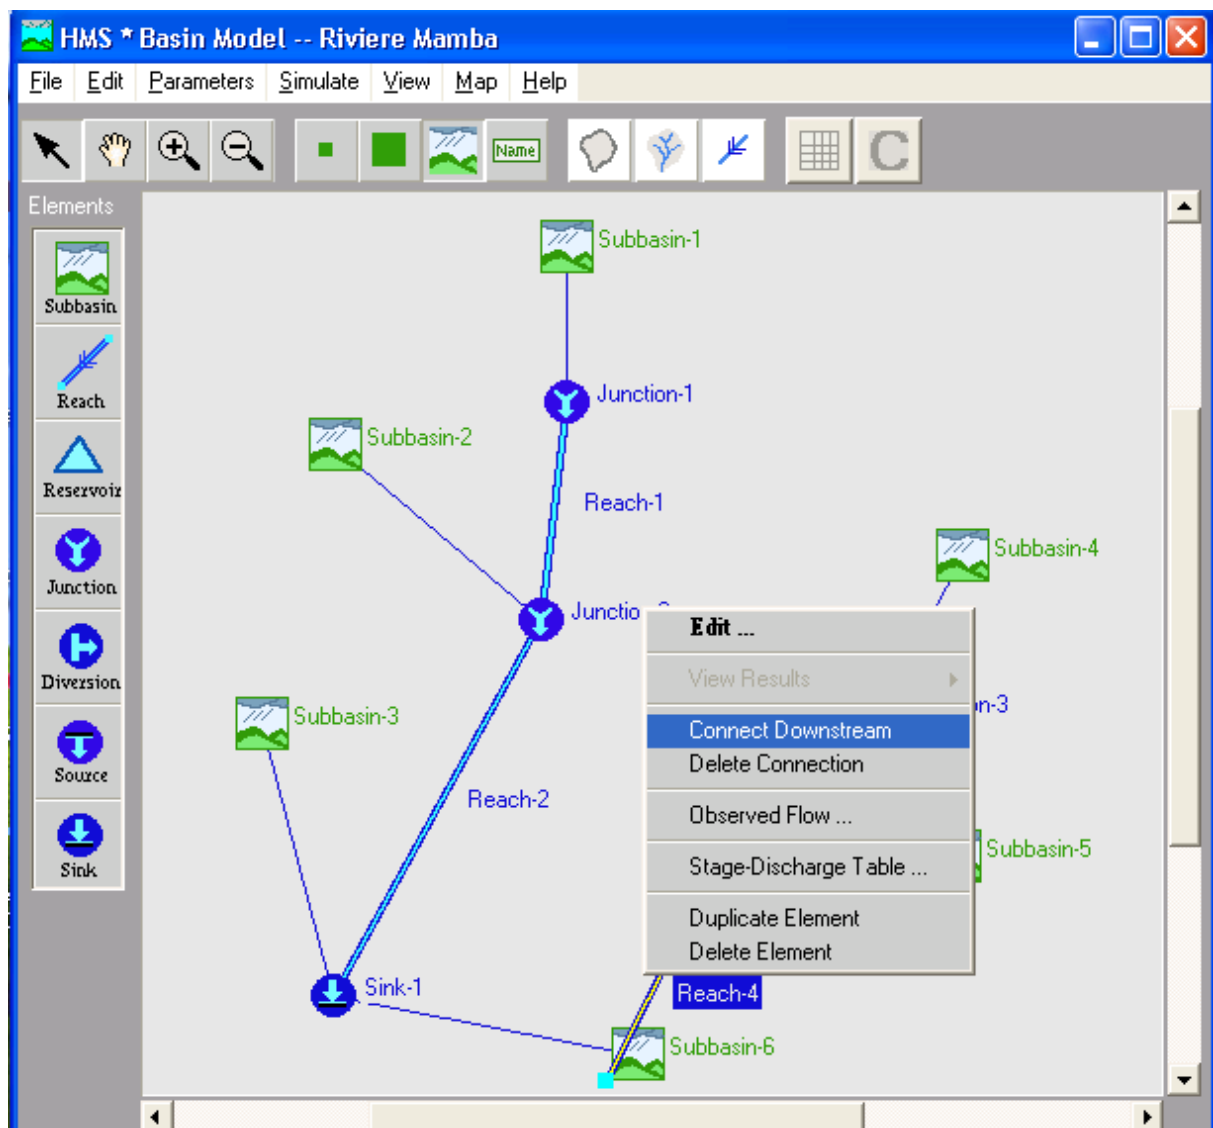 HMS * Basin Model -- Riviere Mamba
File Edit Parameters Simulate View Map Help
Name
C
Elements
Subbasin
Reach
Reservoir
Junction
Diversion
Source
Sink
Subbasin-1
Junction-1
Subbasin-2
Reach-1
Subbasin-4
Junctio
Edit ...
View Results
Connect Downstream
Delete Connection
Observed Flow ...
Stage-Discharge Table ...
Duplicate Element
Delete Element
n-3
Subbasin-3
Reach-2
Subbasin-5
Sink-1
Reach-4
Subbasin-6